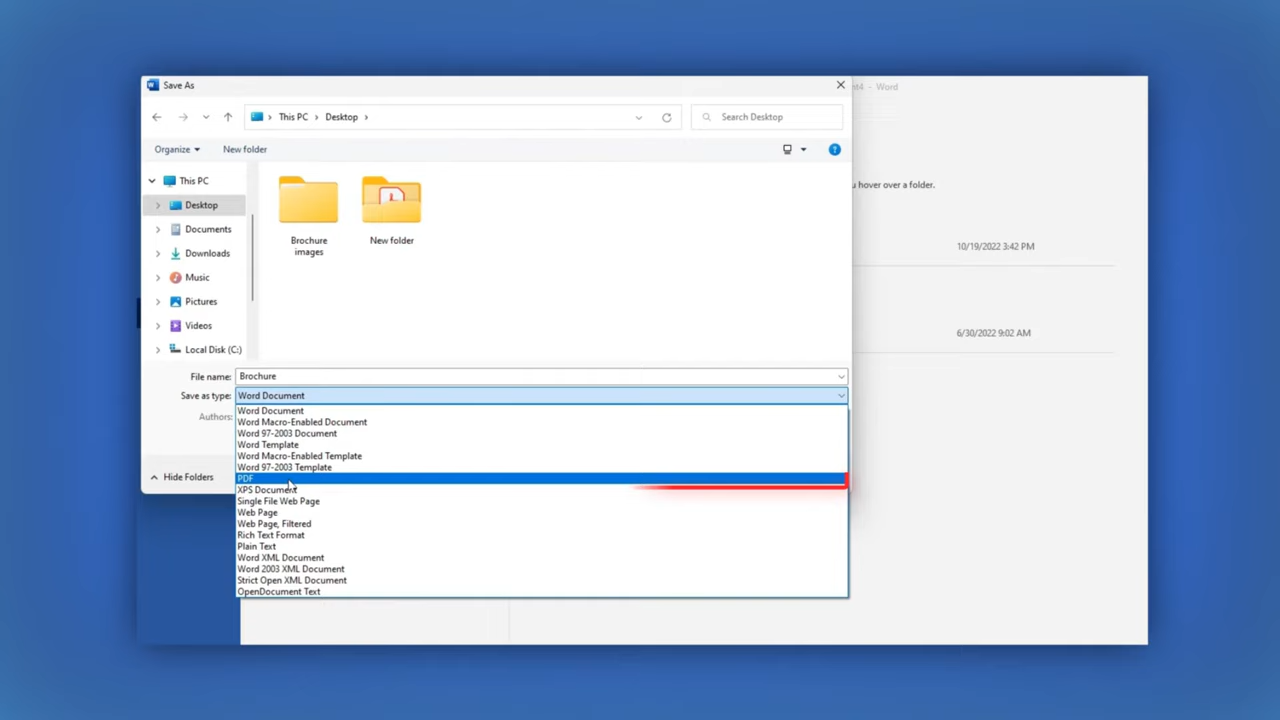 Save As
nt4 - Word
This PC > Desktop >
Search Desktop
Organize
New folder
This PC
Desktop
Documents
Downloads
Music
Pictures
Videos
Local Disk (C:)
Brochure
images
New folder
hover over a folder.
10/19/2022 3:42 PM
6/30/2022 9:02 AM
File name: Brochure
Save as type: Word Document
Authors:
Word Document
Word Macro-Enabled Document
Word 97-2003 Document
Word Template
Word Macro-Enabled Template
Word 97-2003 Template
PDF
XPS Document
Single File Web Page
Web Page
Web Page, Filtered
Rich Text Format
Plain Text
Word XML Document
Word 2003 XML Document
Strict Open XML Document
OpenDocument Text
Hide Folders